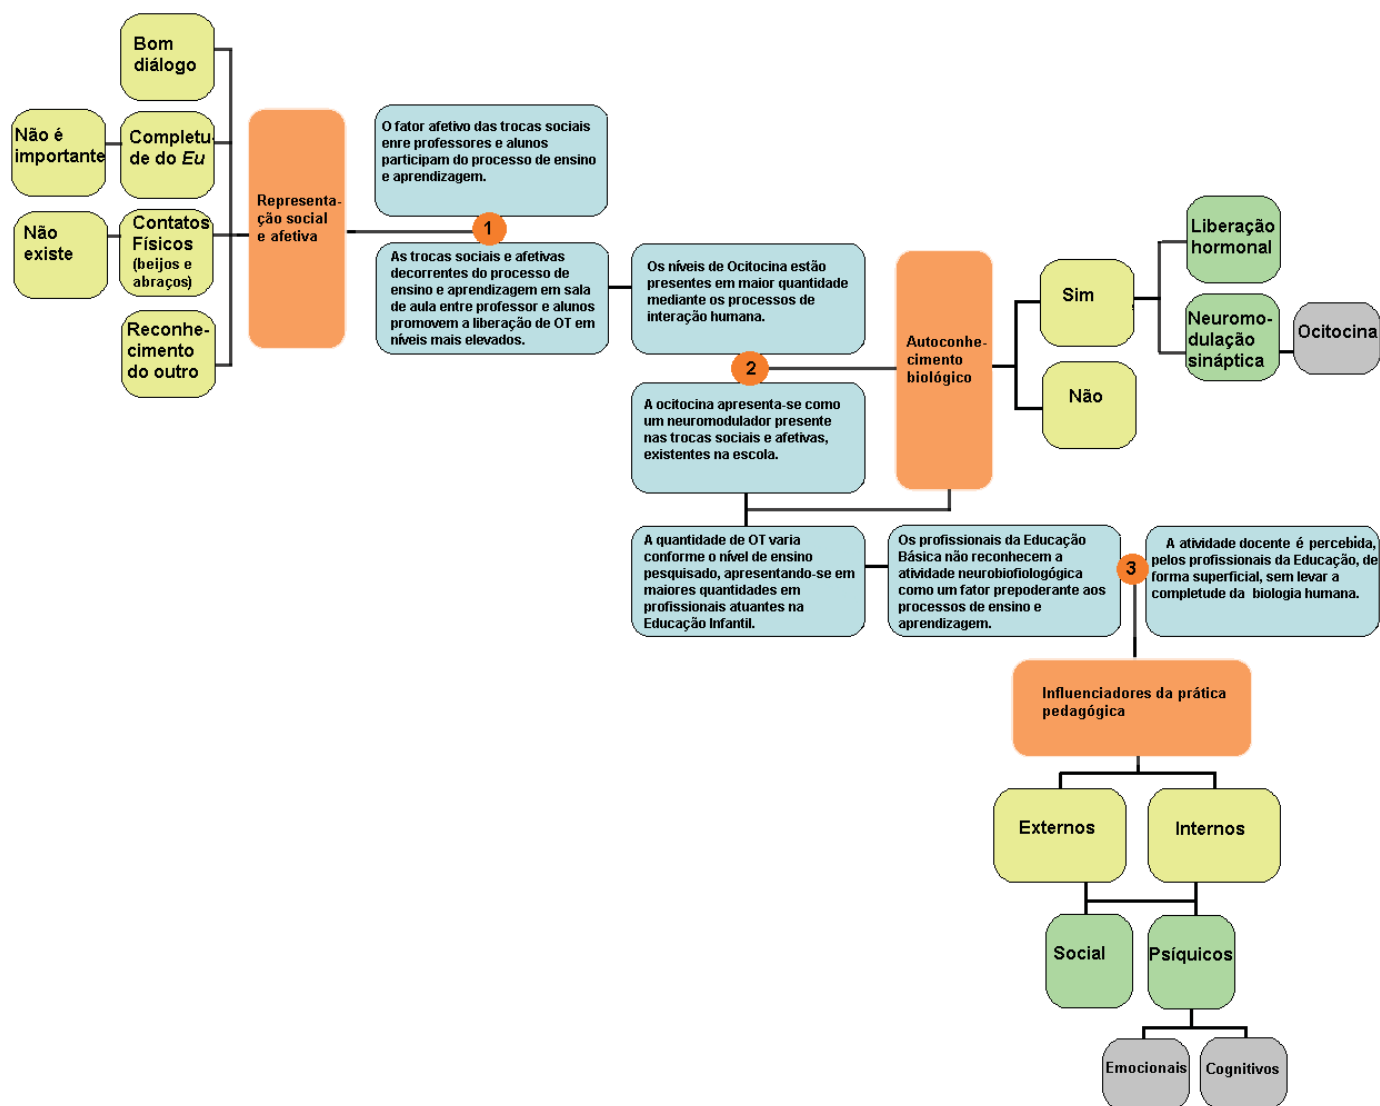 Bom
diálogo
Não é
importante
Completu-
de do Eu
Não
existe
Contatos
Físicos
(beijos e
abraços)
Reconhe-
cimento
do outro
Representa-
ção social
e afetiva
O fator afetivo das trocas sociais
enre professores e alunos
participam do processo de ensino
e aprendizagem.
1
As trocas sociais e afetivas
decorrentes do processo de
ensino e aprendizagem em sala
de aula entre professor e alunos
promovem a liberação de OT em
níveis mais elevados.
Os níveis de Ocitocina estão
presentes em maior quantidade
mediante os processos de
interação humana.
2
A ocitocina apresenta-se como
um neuromodulador presente
nas trocas sociais e afetivas,
existentes na escola.
Autoconhe-
cimento
biológico
Sim
Não
Liberação
hormonal
Neuromo-
dulação
sináptica
Ocitocina
A quantidade de OT varia
conforme o nível de ensino
pesquisado, apresentando-se em
maiores quantidades em
profissionais atuantes na
Educação Infantil.
Os profissionais da Educação
Básica não reconhecem a
atividade neurobiofiologógica
como um fator prepoderante aos
processos de ensino e
aprendizagem.
3
A atividade docente é percebida,
pelos profissionais da Educação, de
forma superficial, sem levar a
completude da biologia humana.
Influenciadores da prática
pedagógica
Externos
Internos
Social
Psíquicos
Emocionais
Cognitivos